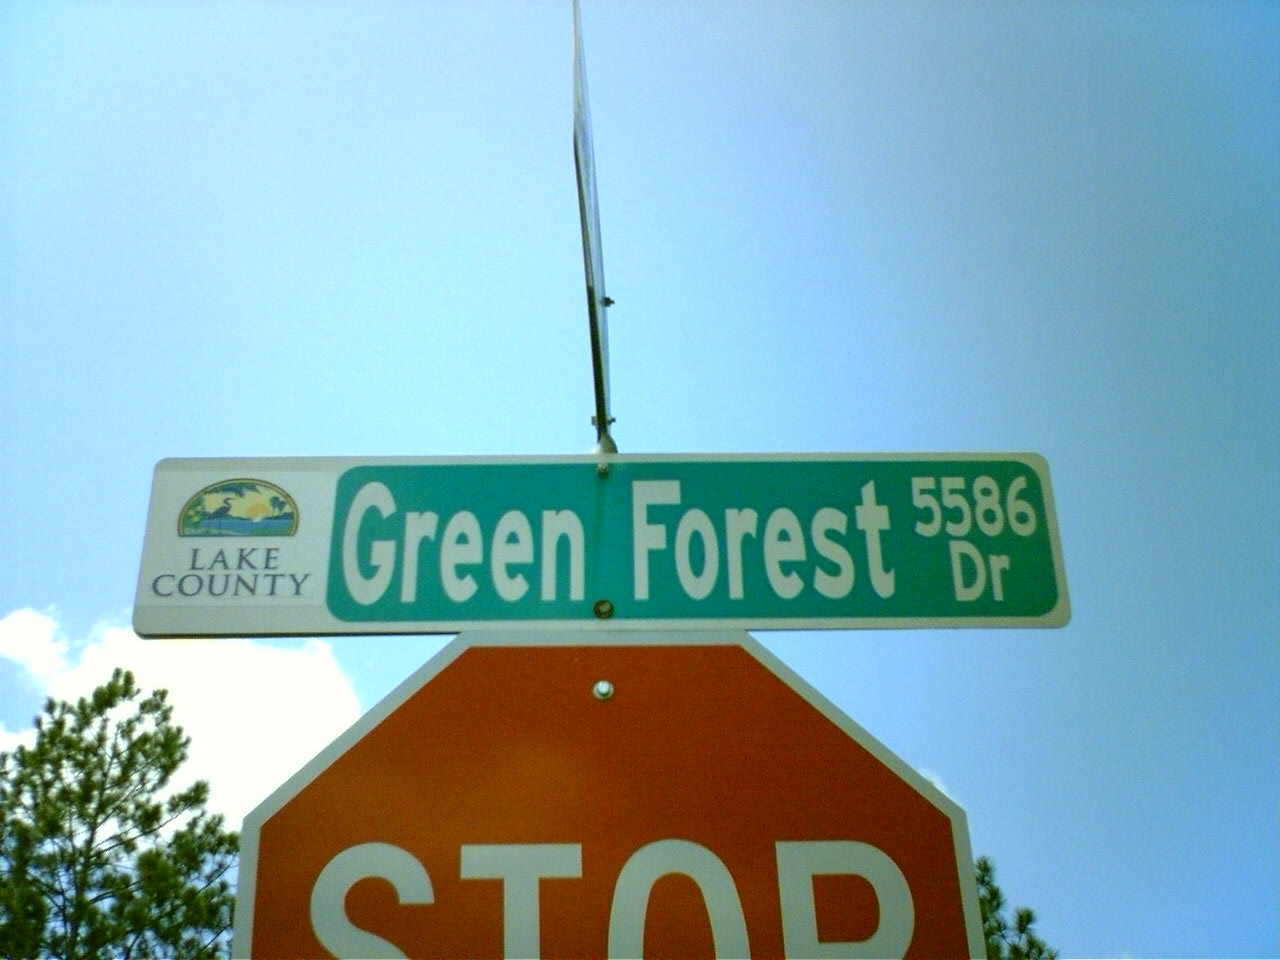 LAKE
COUNTY
Green Forest
5586
Dr
STOP